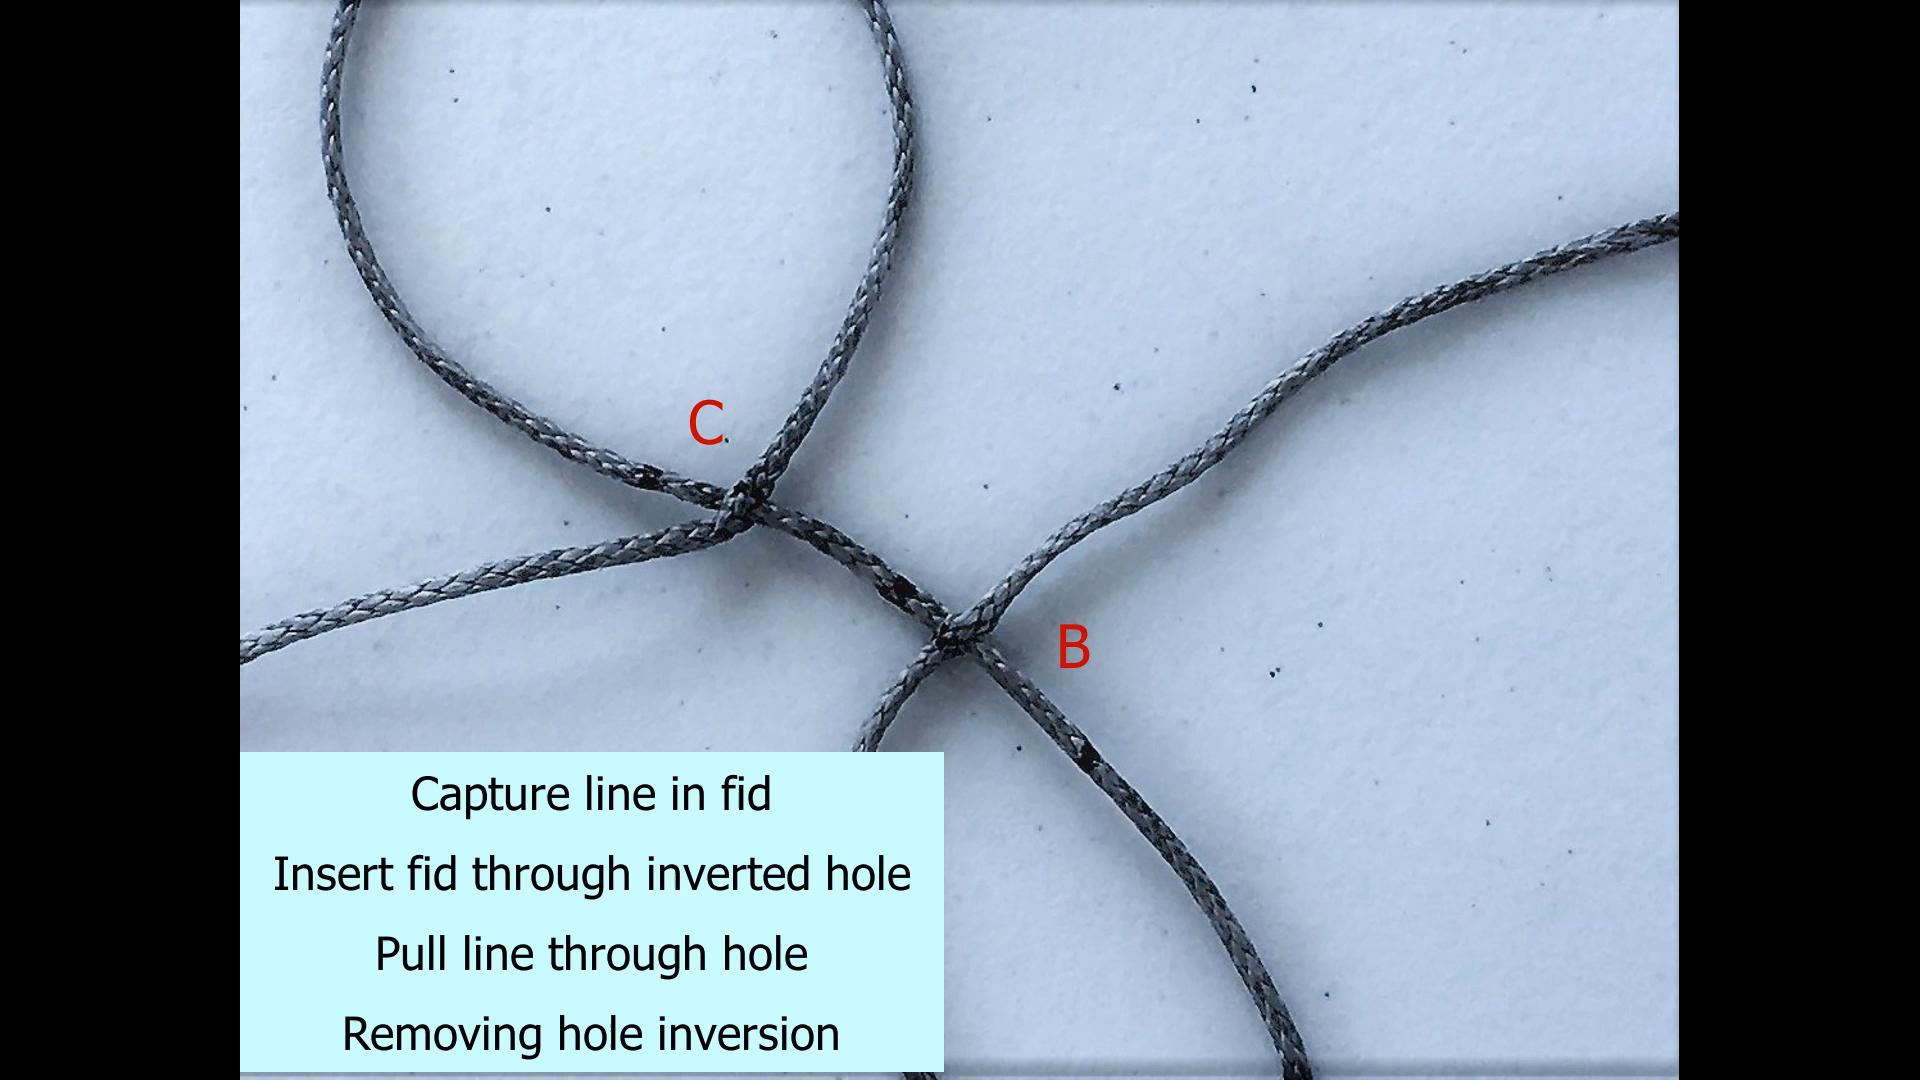 C
B
Capture line in fid
Insert fid through inverted hole
Pull line through hole
Removing hole inversion